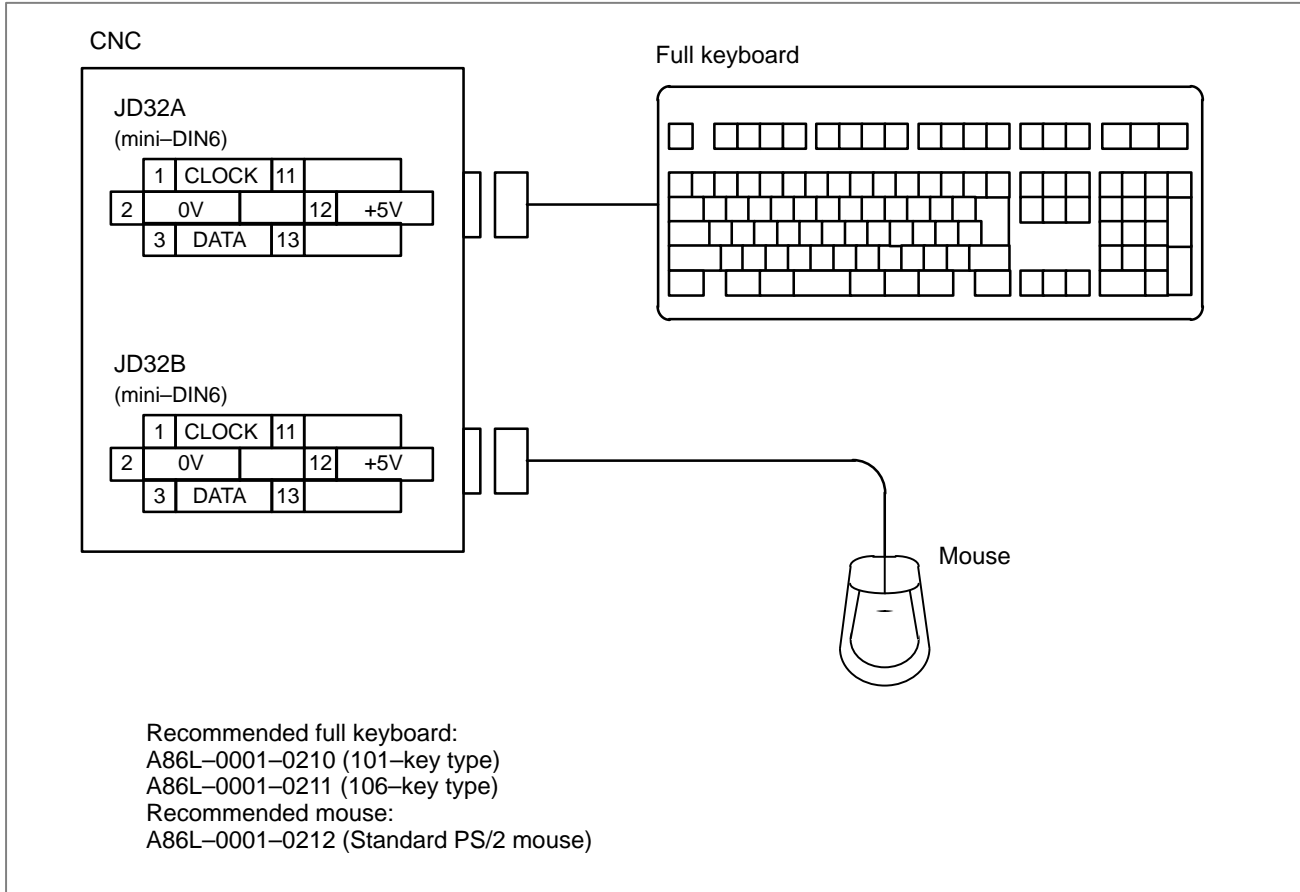 CNC
Full keyboard
JD32A
(mini–DIN6)
1 CLOCK 11
2 0V 12 +5V
3 DATA 13
JD32B
(mini–DIN6)
1 CLOCK 11
2 0V 12 +5V
3 DATA 13
Mouse
Recommended full keyboard:
A86L–0001–0210 (101–key type)
A86L–0001–0211 (106–key type)
Recommended mouse:
A86L–0001–0212 (Standard PS/2 mouse)